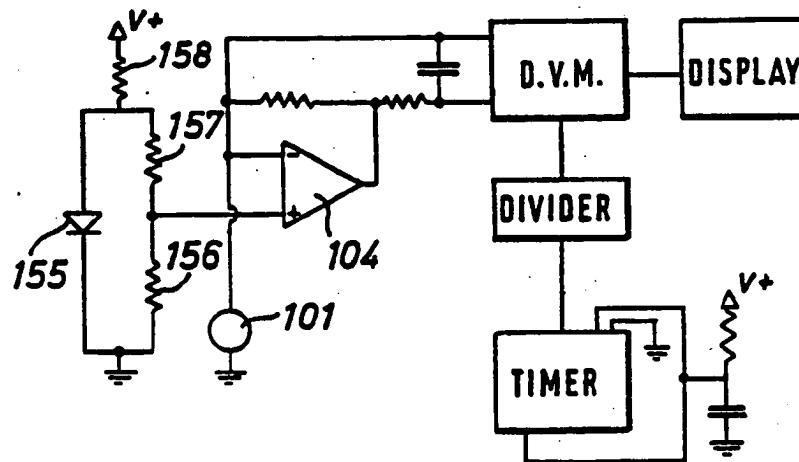 V+
158
157
155
156
-
+
104
101
D.V.M.
DISPLAY
DIVIDER
TIMER
V+